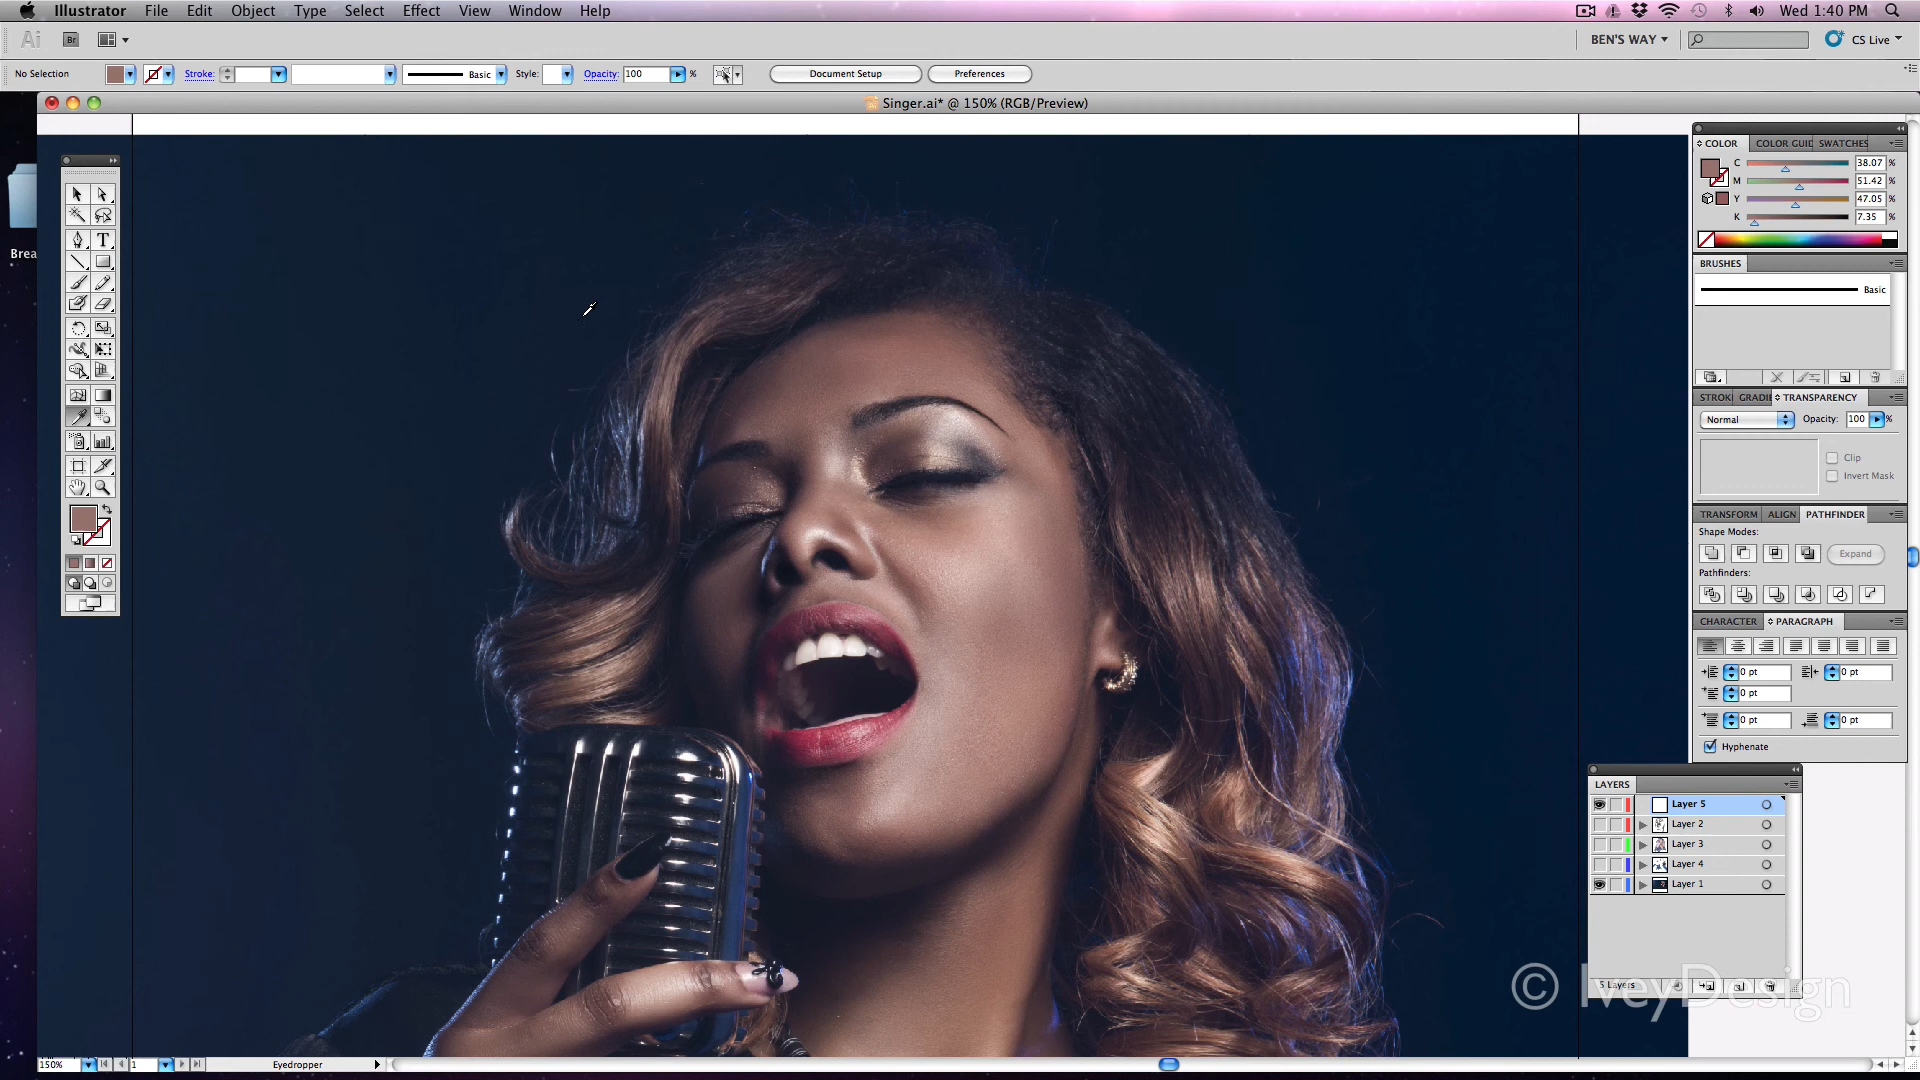 Illustrator File Edit Object Type Select Effect View Window Help
Wed 1:40 PM
Ai Br BEN'S WAY CS Live
No Selection Stroke: Basic Style: Opacity: 100 % Document Setup Preferences
Singer.ai* @ 150% (RGB/Preview)
COLOR COLOR GUID SWATCHES
C 38.07 %
M 51.42 %
Y 47.05 %
K 7.35 %
Brea
BRUSHES
Basic
STROK GRADIE TRANSPARENCY
Normal Opacity: 100 %
Clip
Invert Mask
TRANSFORM ALIGN PATHFINDER
Shape Modes:
Expand
Pathfinders:
CHARACTER PARAGRAPH
0 pt 0 pt
0 pt
0 pt 0 pt
Hyphenate
LAYERS
Layer 5
Layer 2
Layer 3
Layer 4
Layer 1
5 Layers
© IveyDesign
150% 1 Eyedropper